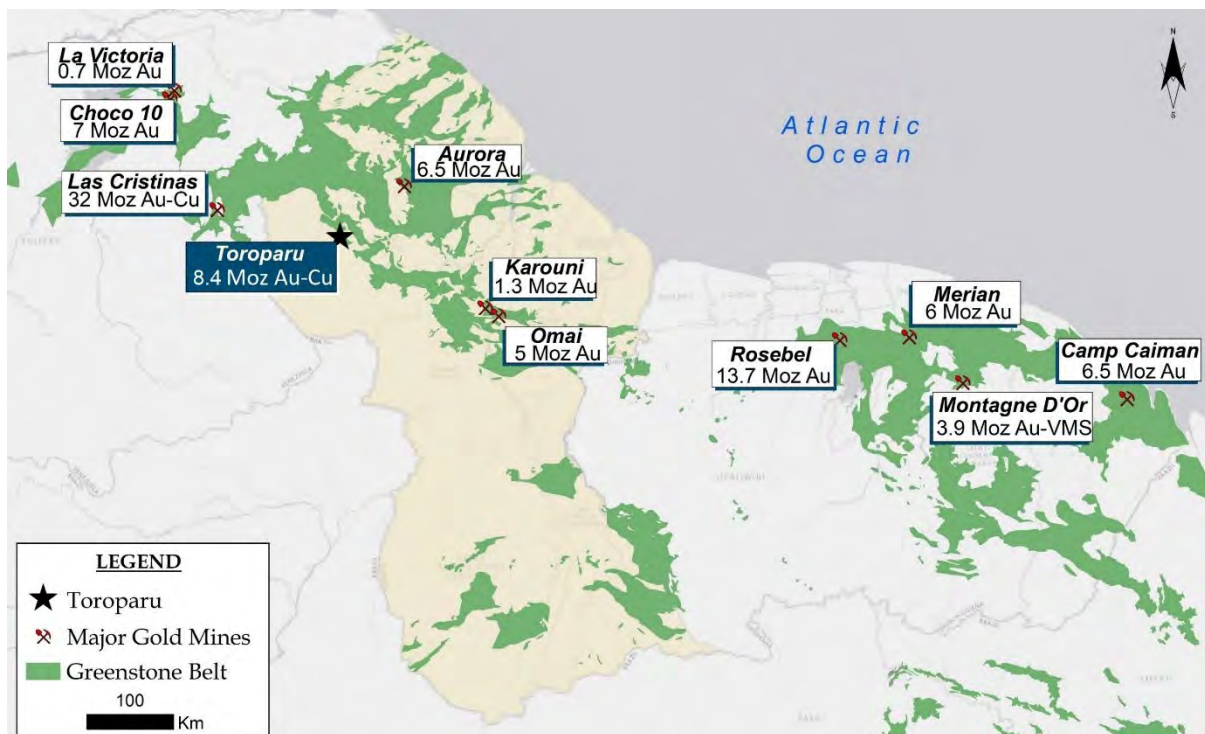 La Victoria
0.7 Moz Au
Choco 10
7 Moz Au
Las Cristinas
32 Moz Au-Cu
Toroparu
8.4 Moz Au-Cu
Aurora
6.5 Moz Au
Karouni
1.3 Moz Au
Omai
5 Moz Au
Atlantic
Ocean
N
S
Rosebel
13.7 Moz Au
Merian
6 Moz Au
Camp Caiman
6.5 Moz Au
Montagne D'Or
3.9 Moz Au-VMS
LEGEND
Toroparu
Major Gold Mines
Greenstone Belt
100
Km